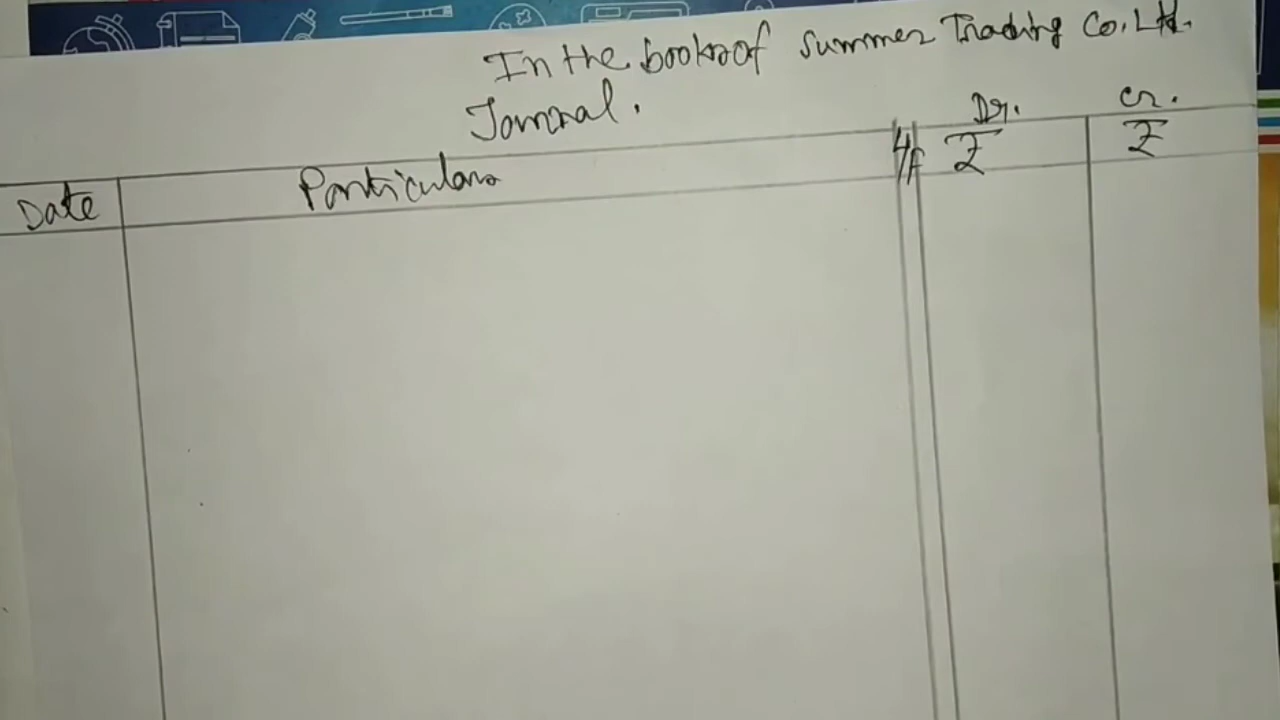 In the books of Summer Trading Co. Ltd.
Journal.
Date Particulars L/F Dr. ₹ Cr. ₹